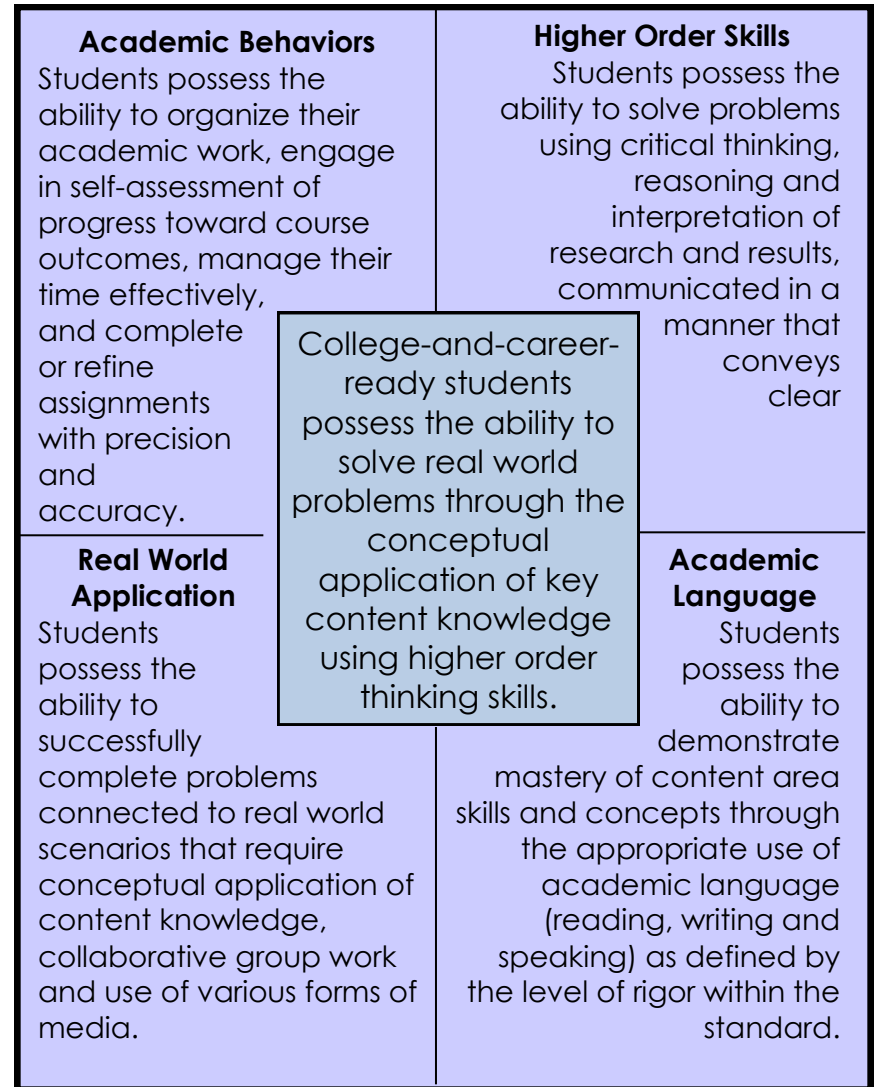 Academic Behaviors
Students possess the
ability to organize their
academic work, engage
in self-assessment of
progress toward course
outcomes, manage their
time effectively,
and complete
or refine
assignments
with precision
and
accuracy.
Higher Order Skills
Students possess the
ability to solve problems
using critical thinking,
reasoning and
interpretation of
research and results,
communicated in a
manner that
conveys
clear
College-and-career-
ready students
possess the ability to
solve real world
problems through the
conceptual
application of key
content knowledge
using higher order
thinking skills.
Real World
Application
Students
possess the
ability to
successfully
complete problems
connected to real world
scenarios that require
conceptual application of
content knowledge,
collaborative group work
and use of various forms of
media.
Academic
Language
Students
possess the
ability to
demonstrate
mastery of content area
skills and concepts through
the appropriate use of
academic language
(reading, writing and
speaking) as defined by
the level of rigor within the
standard.